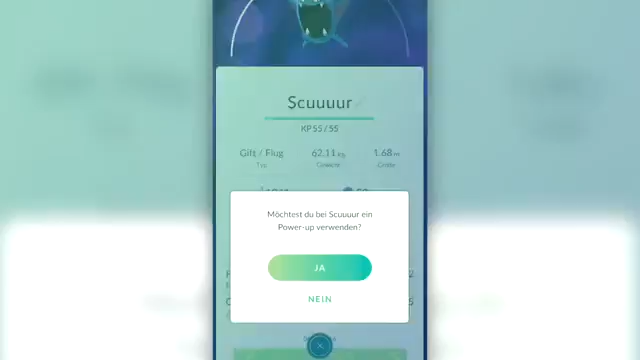 Scuuuur
KP 55 / 55
Gift / Flug
62.11 kg
1.68 m
Typ
Gewicht
Größe
Möchtest du bei Scuuuur ein
Power-up verwenden?
JA
NEIN